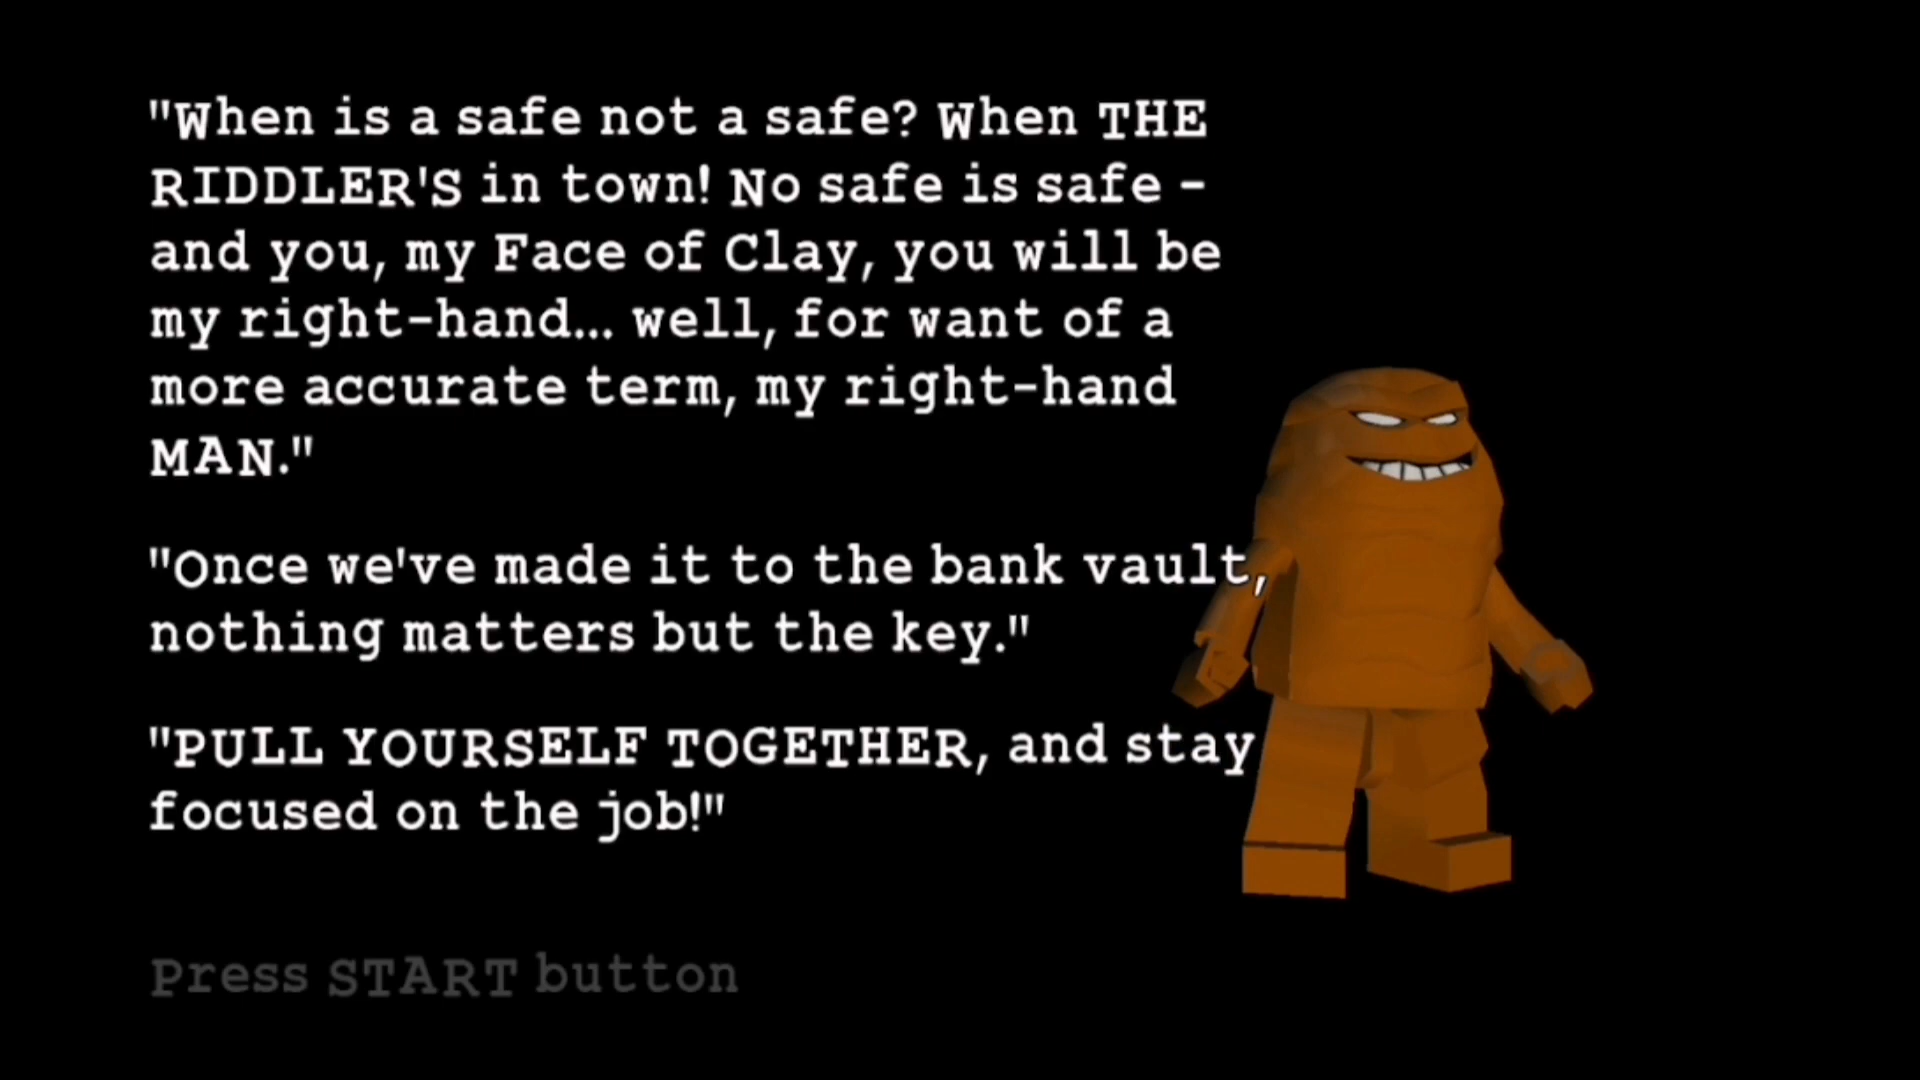 "When is a safe not a safe? When THE
RIDDLER'S in town! No safe is safe -
and you, my Face of Clay, you will be
my right-hand... well, for want of a
more accurate term, my right-hand
MAN."
"Once we've made it to the bank vault,
nothing matters but the key."
"PULL YOURSELF TOGETHER, and stay
focused on the job!"
Press START button